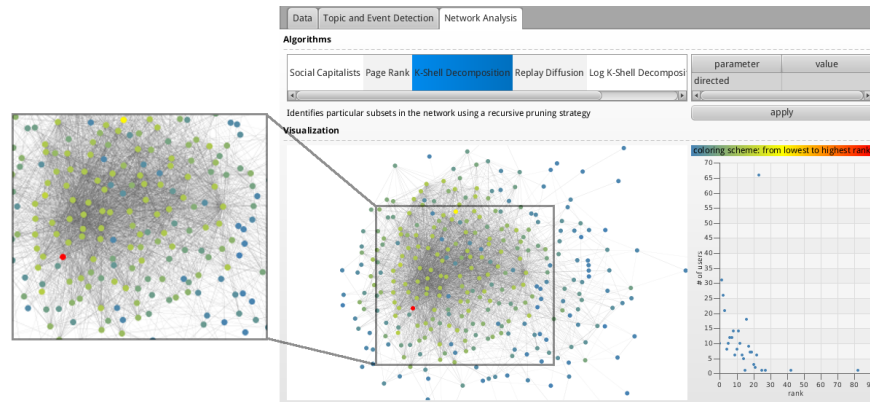 Data Topic and Event Detection Network Analysis
Algorithms
Social Capitalists Page Rank K-Shell Decomposition Replay Diffusion Log K-Shell Decomposi
parameter value
directed
Identifies particular subsets in the network using a recursive pruning strategy
apply
Visualization
coloring scheme: from lowest to highest rank
70
65
60
55
50
45
40
35
30
25
20
15
10
5
0
# of users
0 10 20 30 40 50 60 70 80
rank